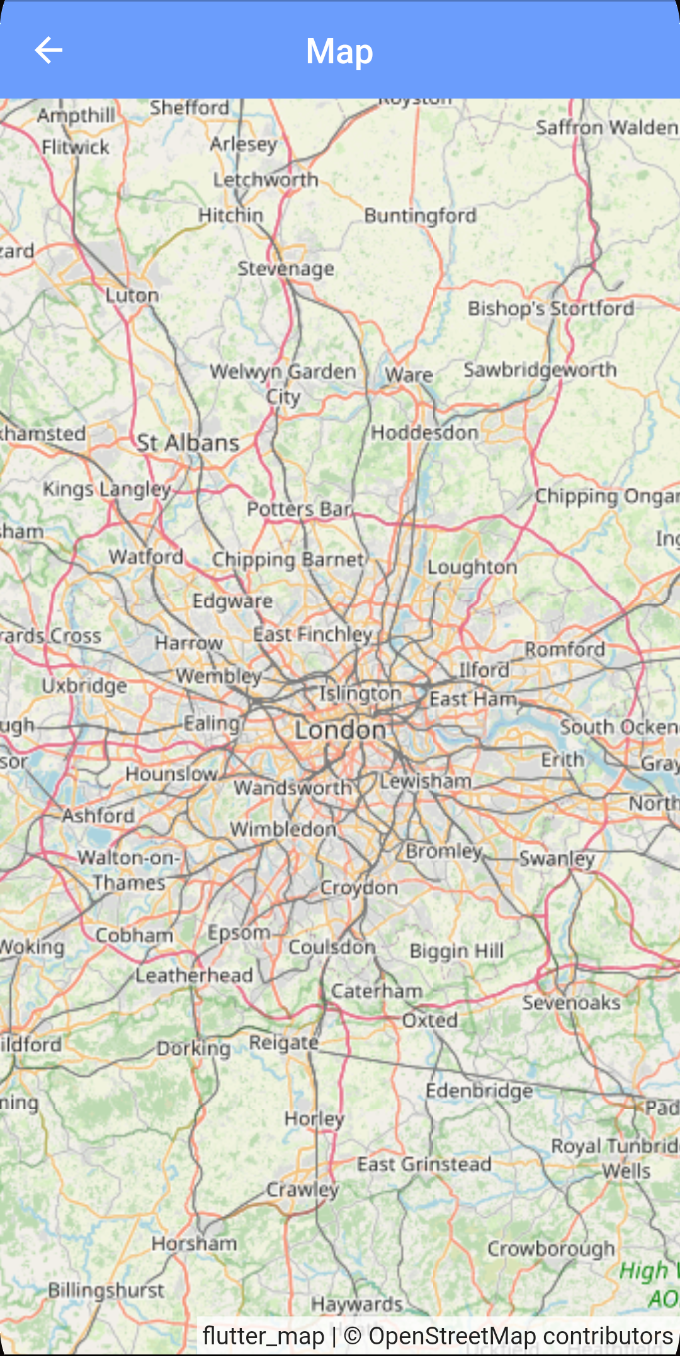 Map
Royston
Ampthill
Shefford
Saffron Walden
Flitwick
Arlesey
Letchworth
Hitchin
Buntingford
zard
Stevenage
Luton
Bishop's Stortford
Welwyn Garden
City
Ware
Sawbridgeworth
khamsted
St Albans
Hoddesdon
Kings Langley
Potters Bar
Chipping Ongar
sham
Ing
Watford
Chipping Barnet
Loughton
Edgware
rards Cross
Harrow
East Finchley
Romford
Wembley
Ilford
Uxbridge
Islington
East Ham
ugh
Ealing
London
South Ocken
sor
Hounslow
Wandsworth
Lewisham
Erith
Gray
North
Ashford
Wimbledon
Walton-on-
Thames
Bromley
Swanley
Croydon
Woking
Cobham
Epsom
Coulsdon
Biggin Hill
Leatherhead
Caterham
Sevenoaks
Oxted
ildford
Dorking
Reigate
Edenbridge
ning
Pad
Horley
Royal Tunbrid
Wells
East Grinstead
Crawley
Horsham
Crowborough
High W
AO
Billingshurst
Haywards
flutter_map | © OpenStreetMap contributors